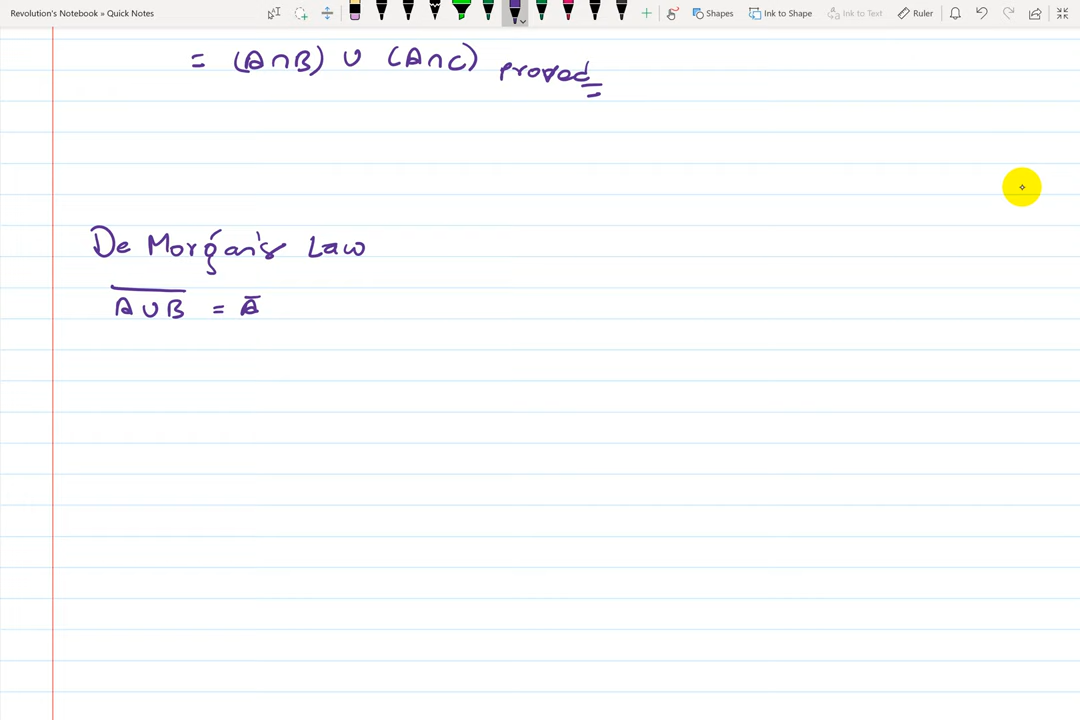 Revolution's Notebook » Quick Notes Shapes Ink to Shape Ink to Text Ruler
= (A∩B) ∪ (A∩C) proved
De Morgan's Law
A̅ ̅∪̅ ̅B̅ = A̅